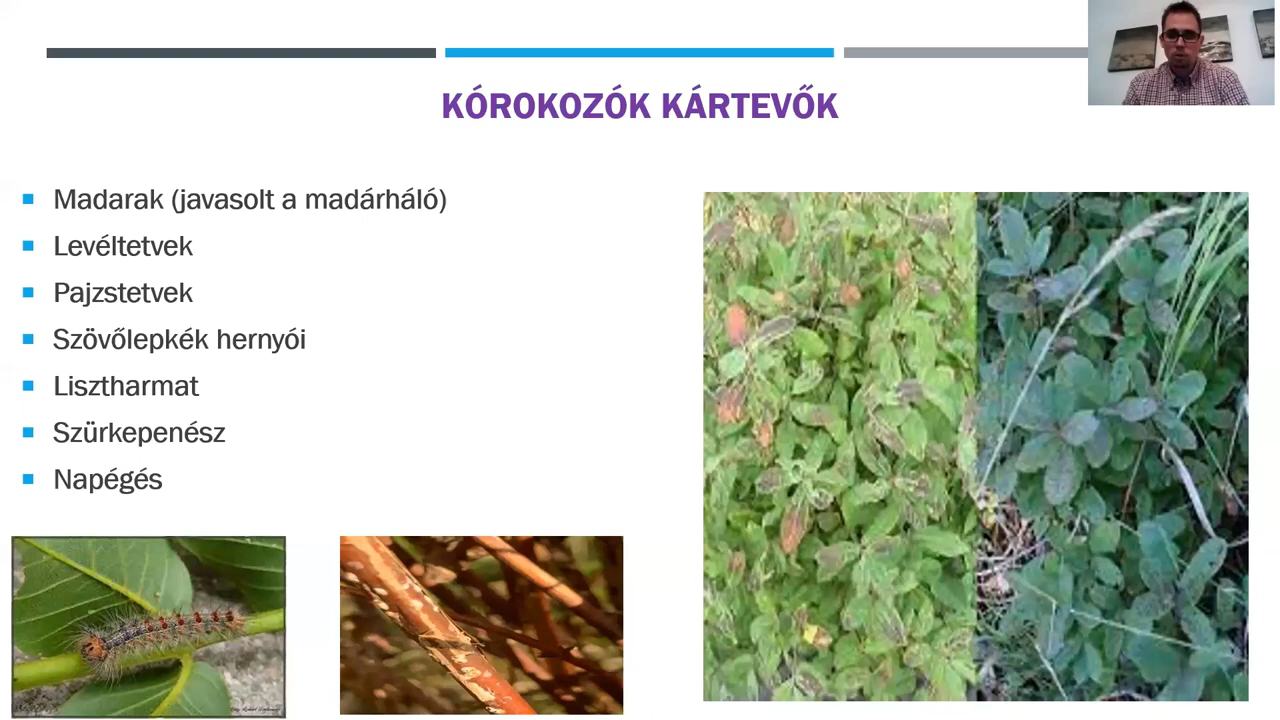 KÓROKOZÓK KÁRTEVŐK
Madarak (javasolt a madárháló)
Levéltetvek
Pajzstetvek
Szövőlepkék hernyói
Lisztharmat
Szürkepenész
Napégés